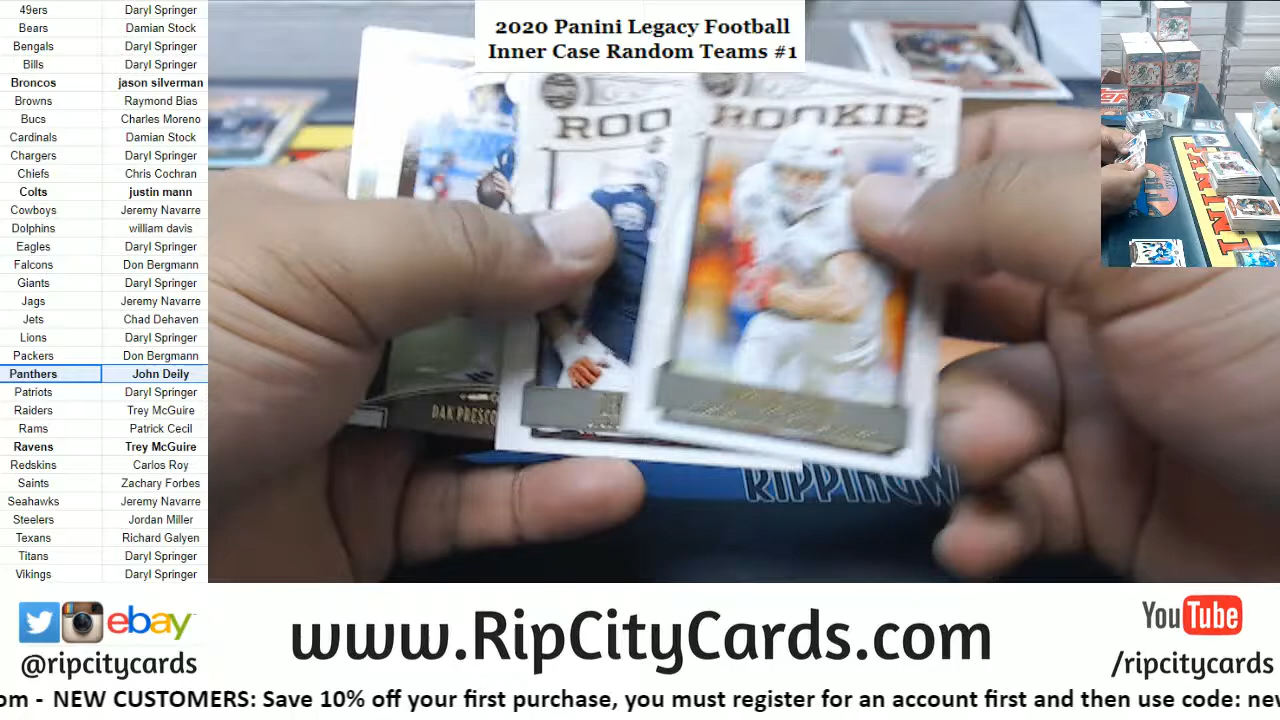 2020 Panini Legacy Football
Inner Case Random Teams #1
49ers Daryl Springer
Bears Damian Stock
Bengals Daryl Springer
Bills Daryl Springer
Broncos jason silverman
Browns Raymond Bias
Bucs Charles Moreno
Cardinals Damian Stock
Chargers Daryl Springer
Chiefs Chris Cochran
Colts justin mann
Cowboys Jeremy Navarre
Dolphins william davis
Eagles Daryl Springer
Falcons Don Bergmann
Giants Daryl Springer
Jags Jeremy Navarre
Jets Chad Dehaven
Lions Daryl Springer
Packers Don Bergmann
Panthers John Deily
Patriots Daryl Springer
Raiders Trey McGuire
Rams Patrick Cecil
Ravens Trey McGuire
Redskins Carlos Roy
Saints Zachary Forbes
Seahawks Jeremy Navarre
Steelers Jordan Miller
Texans Richard Galyen
Titans Daryl Springer
Vikings Daryl Springer
ROO
ROOKIE
DAK PRESCO
RIPPINGW
PANINI
ebay
@ripcitycards
www.RipCityCards.com
YouTube
/ripcitycards
om - NEW CUSTOMERS: Save 10% off your first purchase, you must register for an account first and then use code: nev